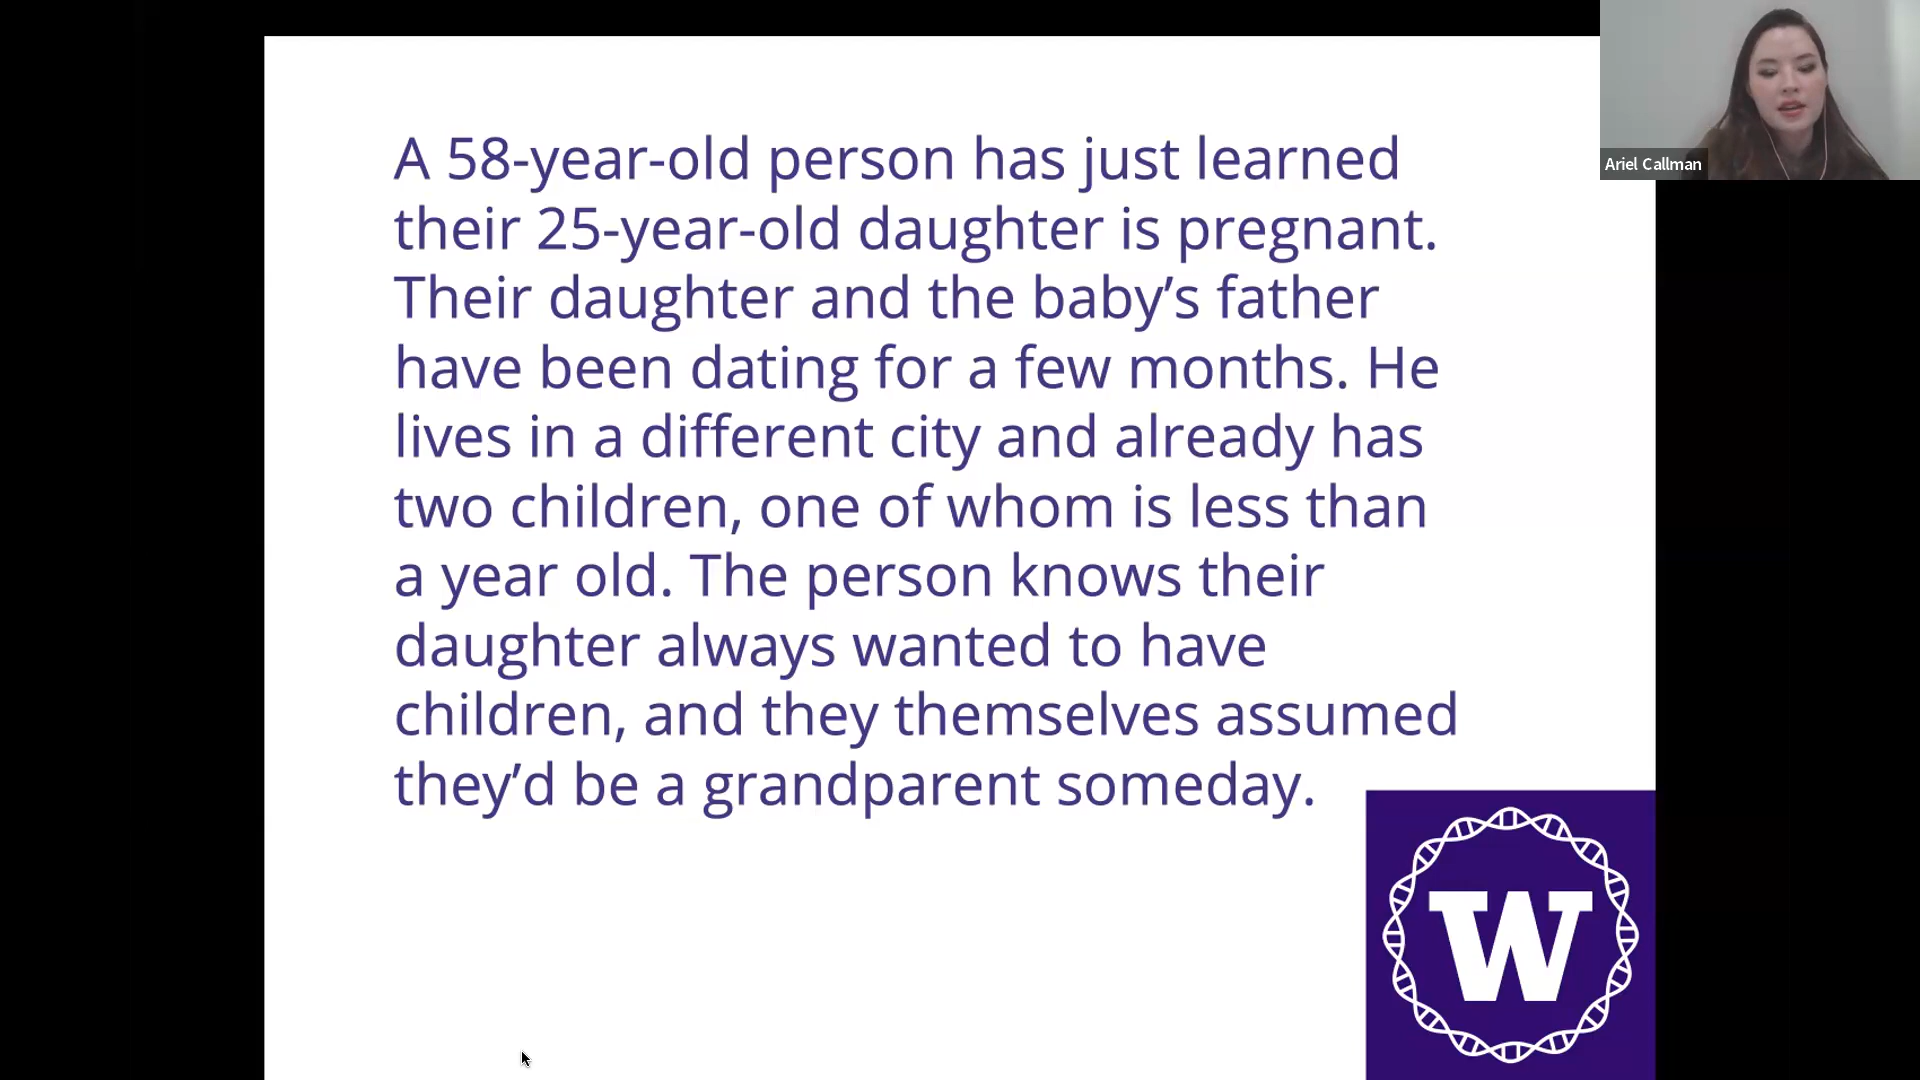 A 58-year-old person has just learned
their 25-year-old daughter is pregnant.
Their daughter and the baby’s father
have been dating for a few months. He
lives in a different city and already has
two children, one of whom is less than
a year old. The person knows their
daughter always wanted to have
children, and they themselves assumed
they’d be a grandparent someday.
Ariel Callman
W